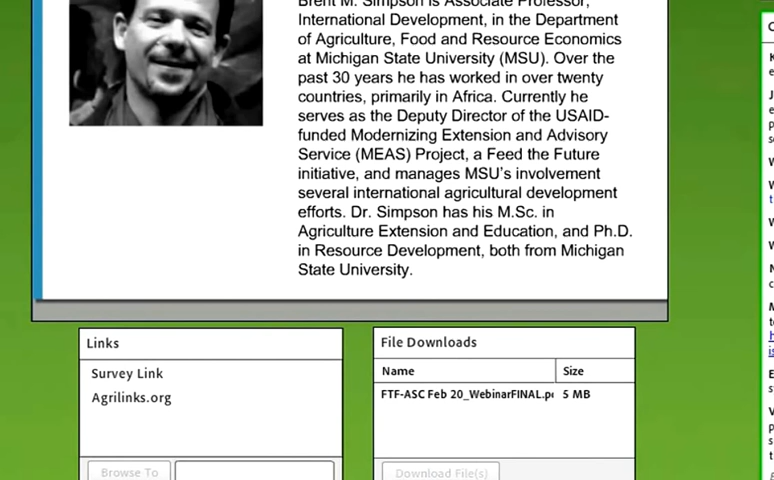 Brent M. Simpson is Associate Professor,
International Development, in the Department
of Agriculture, Food and Resource Economics
at Michigan State University (MSU). Over the
past 30 years he has worked in over twenty
countries, primarily in Africa. Currently he
serves as the Deputy Director of the USAID-
funded Modernizing Extension and Advisory
Service (MEAS) Project, a Feed the Future
initiative, and manages MSU's involvement
several international agricultural development
efforts. Dr. Simpson has his M.Sc. in
Agriculture Extension and Education, and Ph.D.
in Resource Development, both from Michigan
State University.
Links
Survey Link
Agrilinks.org
Browse To
File Downloads
Name Size
FTF-ASC Feb 20_WebinarFINAL.p 5 MB
Download File(s)